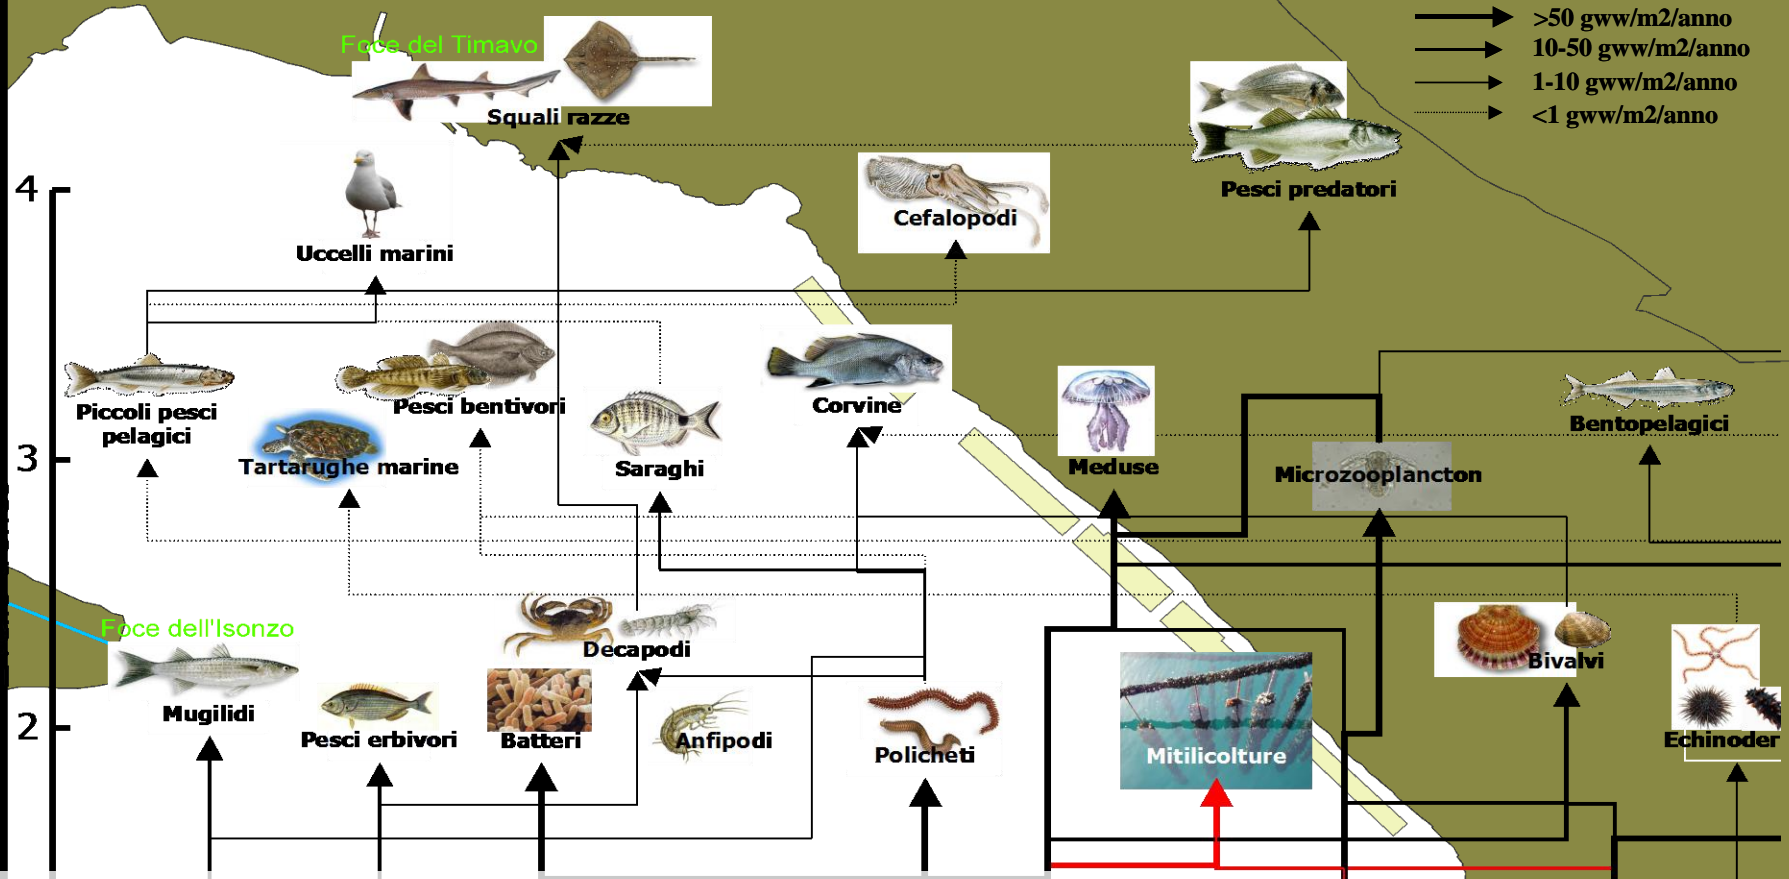 >50 gww/m2/anno
10-50 gww/m2/anno
1-10 gww/m2/anno
<1 gww/m2/anno
Foce del Timavo
Squali razze
4
Pesci predatori
Cefalopodi
Uccelli marini
Piccoli pesci
pelagici
Pesci bentivori
Corvine
Bentopelagici
3
Tartarughe marine
Saraghi
Meduse
Microzooplancton
Foce dell'Isonzo
Decapodi
Bivalvi
2
Mugilidi
Pesci erbivori
Batteri
Anfipodi
Policheti
Mitilicolture
Echinoder